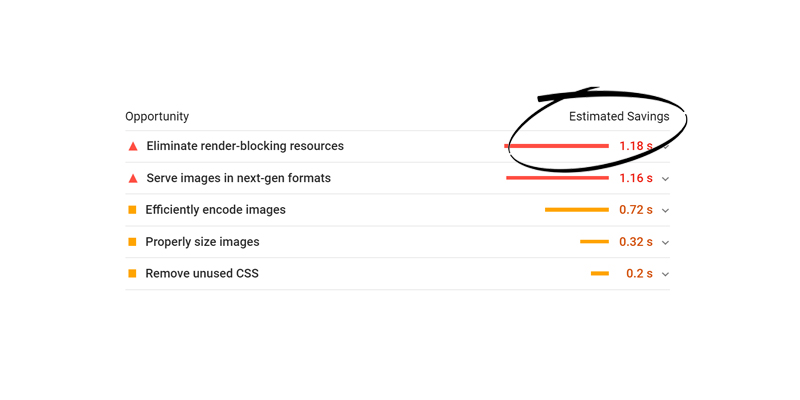 Opportunity Estimated Savings
Eliminate render-blocking resources 1.18 s
Serve images in next-gen formats 1.16 s
Efficiently encode images 0.72 s
Properly size images 0.32 s
Remove unused CSS 0.2 s